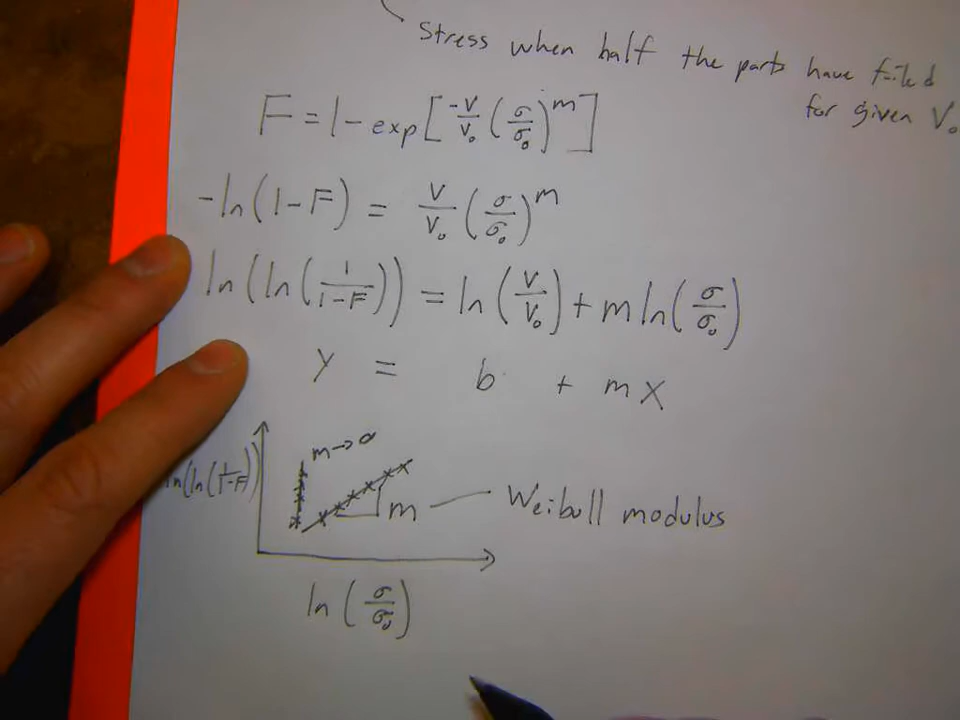 Stress when half the parts have failed
for given V₀
F = 1 - exp[-V/V₀ (σ/σ₀)^m]
-ln(1-F) = V/V₀ (σ/σ₀)^m
ln(ln(1/(1-F))) = ln(V/V₀) + m ln(σ/σ₀)
y = b + mx
m→∞
ln(ln(1/(1-F)))
m — Weibull modulus
ln(σ/σ₀)